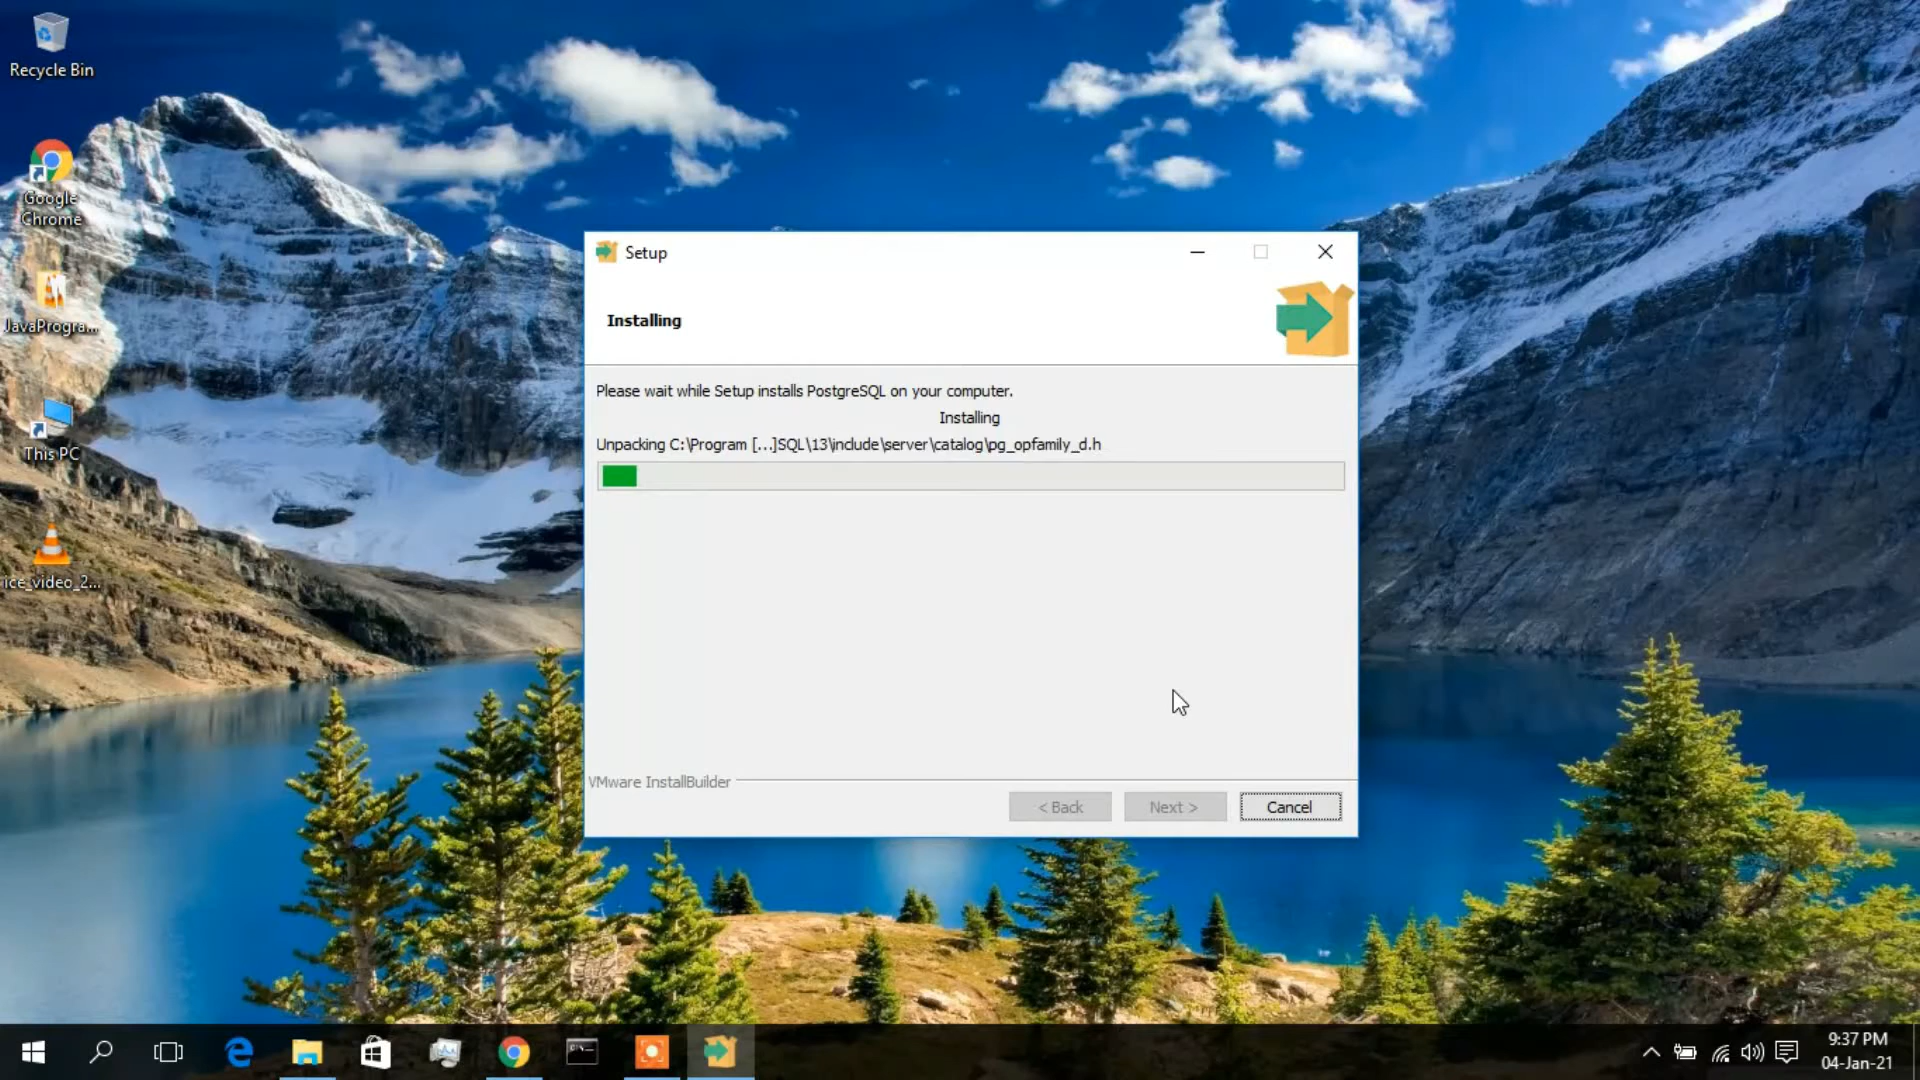 Recycle Bin
Google
Chrome
JavaProgra...
This PC
ice_video_2...
Setup
Installing
Please wait while Setup installs PostgreSQL on your computer.
Installing
Unpacking C:\Program [...]SQL\13\include\server\catalog\pg_opfamily_d.h
VMware InstallBuilder
< Back
Next >
Cancel
9:37 PM
04-Jan-21